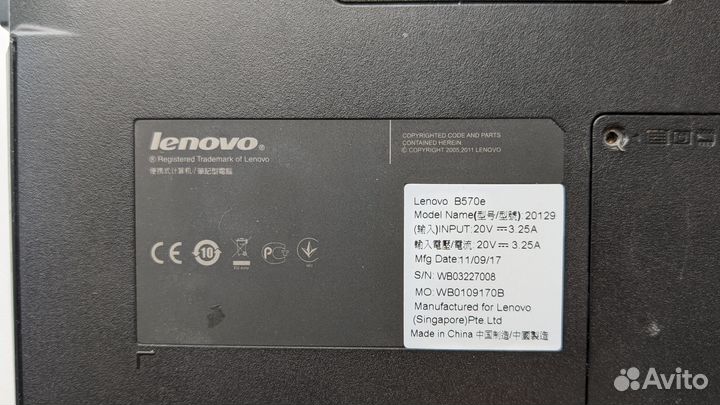 lenovo®
® Registered Trademark of Lenovo
便携式计算机/筆記型電腦
COPYRIGHTED CODE AND PARTS
CONTAINED HEREIN
© COPYRIGHT 2005,2011 LENOVO
CE 10 PC
Lenovo B570e
Model Name(型号/型號) 20129
(输入)INPUT:20V⎓3.25A
輸入電壓/電流:20V⎓3.25A
Mfg Date:11/09/17
S/N: WB03227008
MO: WB0109170B
Manufactured for Lenovo
(Singapore)Pte.Ltd
Made in China 中国制造/中國製造
1
Avito